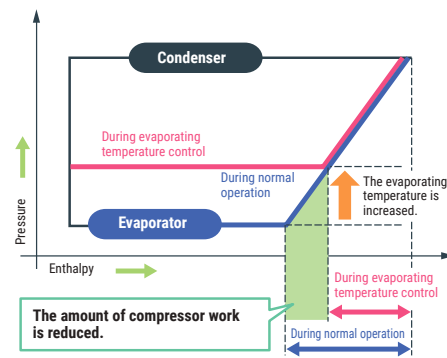 Condenser
During evaporating
temperature control
During normal
operation
The evaporating
temperature is
increased.
Pressure
Evaporator
Enthalpy
During evaporating
temperature control
The amount of compressor work
is reduced.
During normal operation